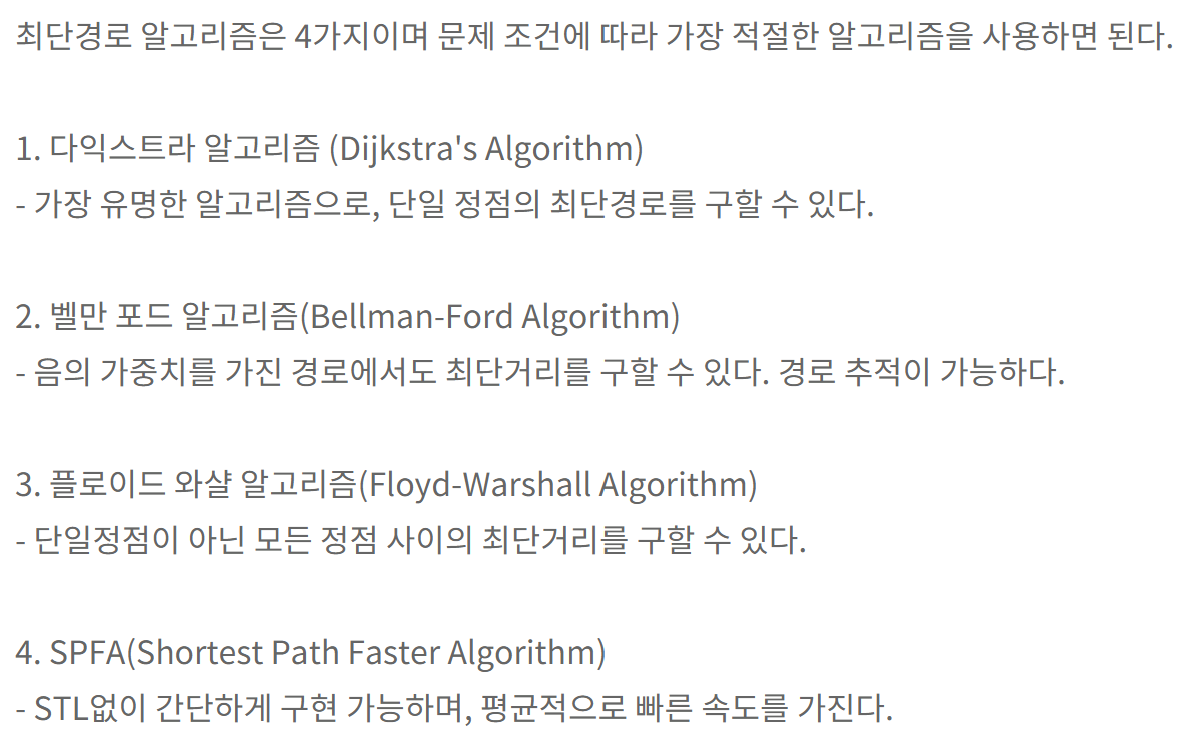 최단경로 알고리즘은 4가지이며 문제 조건에 따라 가장 적절한 알고리즘을 사용하면 된다.
1. 다익스트라 알고리즘 (Dijkstra's Algorithm)
- 가장 유명한 알고리즘으로, 단일 정점의 최단경로를 구할 수 있다.
2. 벨만 포드 알고리즘(Bellman-Ford Algorithm)
- 음의 가중치를 가진 경로에서도 최단거리를 구할 수 있다. 경로 추적이 가능하다.
3. 플로이드 와샬 알고리즘(Floyd-Warshall Algorithm)
- 단일정점이 아닌 모든 정점 사이의 최단거리를 구할 수 있다.
4. SPFA(Shortest Path Faster Algorithm)
- STL없이 간단하게 구현 가능하며, 평균적으로 빠른 속도를 가진다.